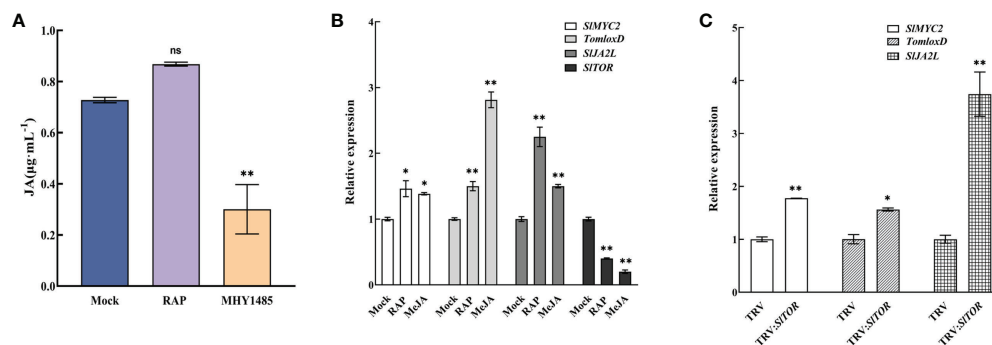 A
JA(μg·mL⁻¹)
1.0
0.8
0.6
0.4
0.2
0.0
ns
**
Mock RAP MHY1485
B
Relative expression
4
3
2
1
0
SlMYC2
TomloxD
SlJA2L
SlTOR
* * ** ** ** ** ** **
Mock RAP MeJA Mock RAP MeJA Mock RAP MeJA Mock RAP MeJA
C
Relative expression
5
4
3
2
1
0
SlMYC2
TomloxD
SlJA2L
** * **
TRV TRV:SlTOR TRV TRV:SlTOR TRV TRV:SlTOR